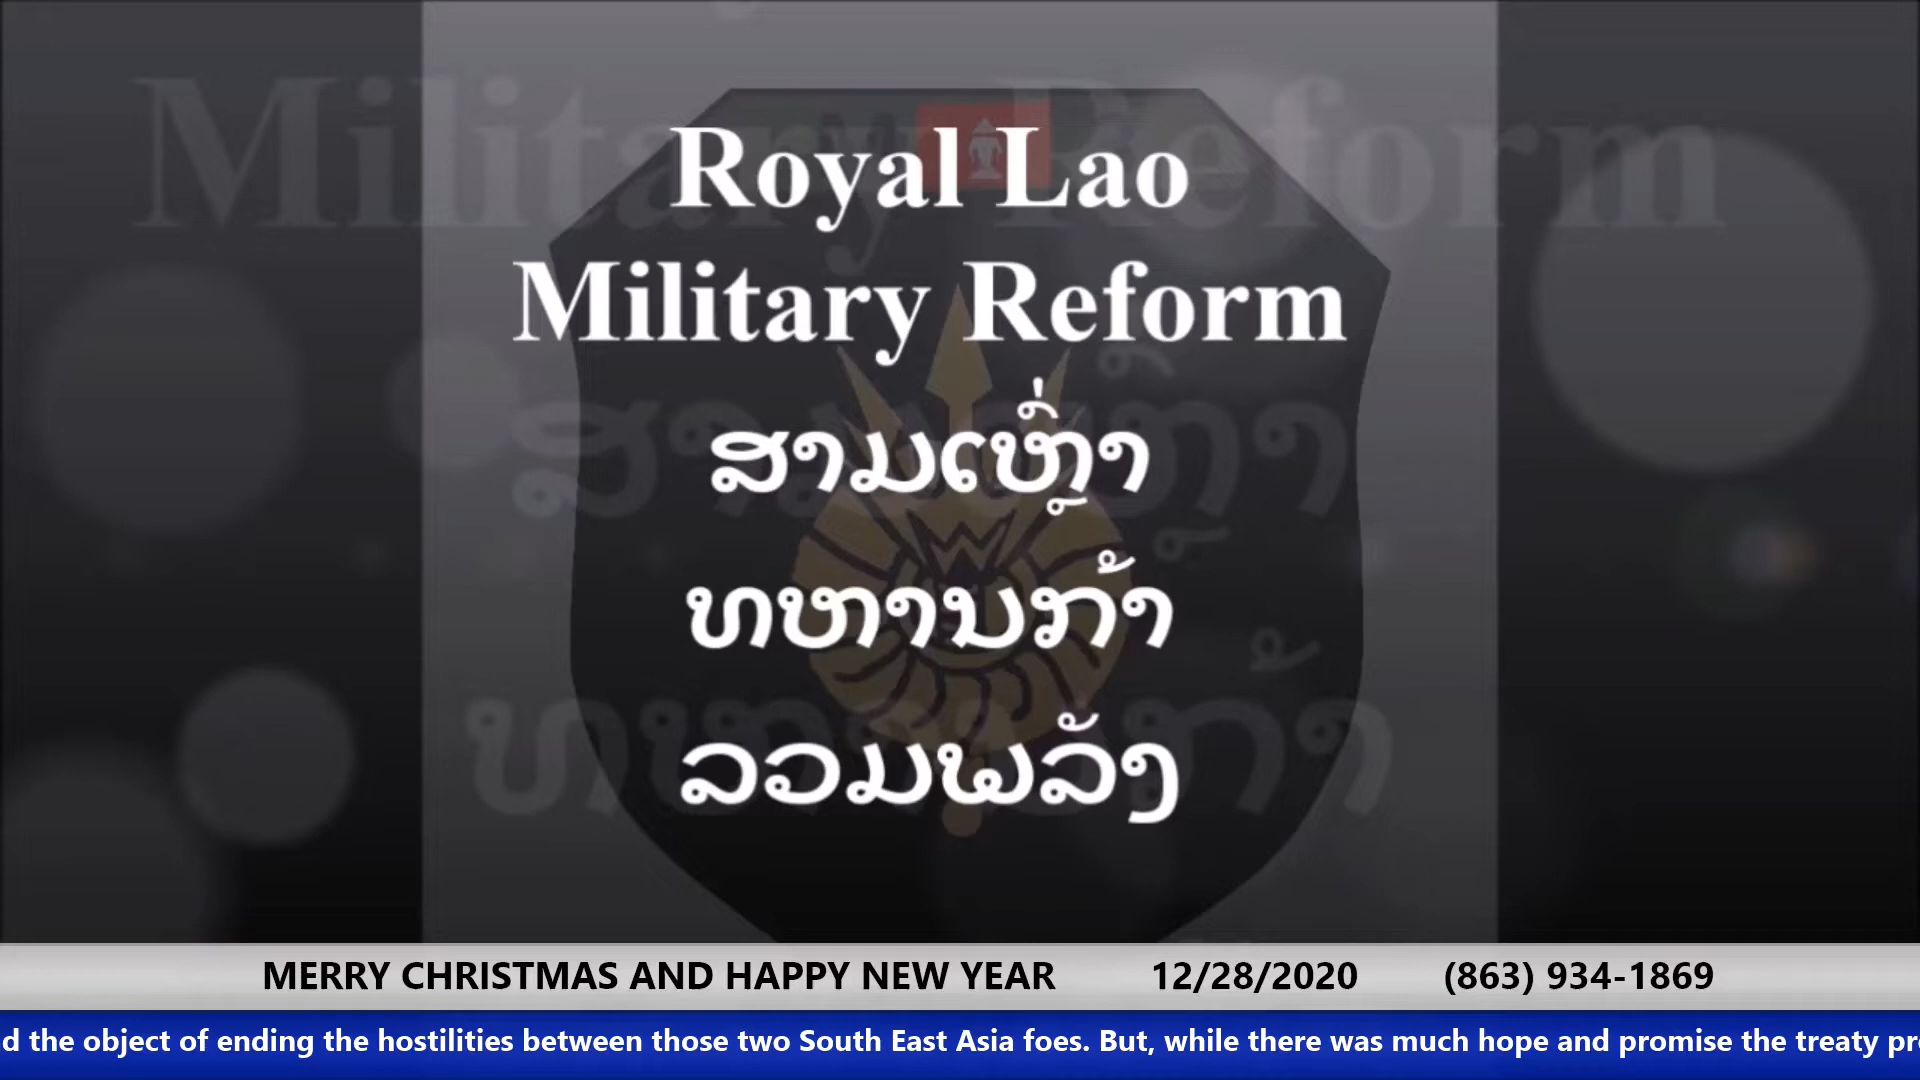 Royal Lao
Military Reform
ສາມເຫຼົ່າ
ທຫານກ້າ
ລວມພລັງ
MERRY CHRISTMAS AND HAPPY NEW YEAR 12/28/2020 (863) 934-1869
d the object of ending the hostilities between those two South East Asia foes. But, while there was much hope and promise the treaty pr